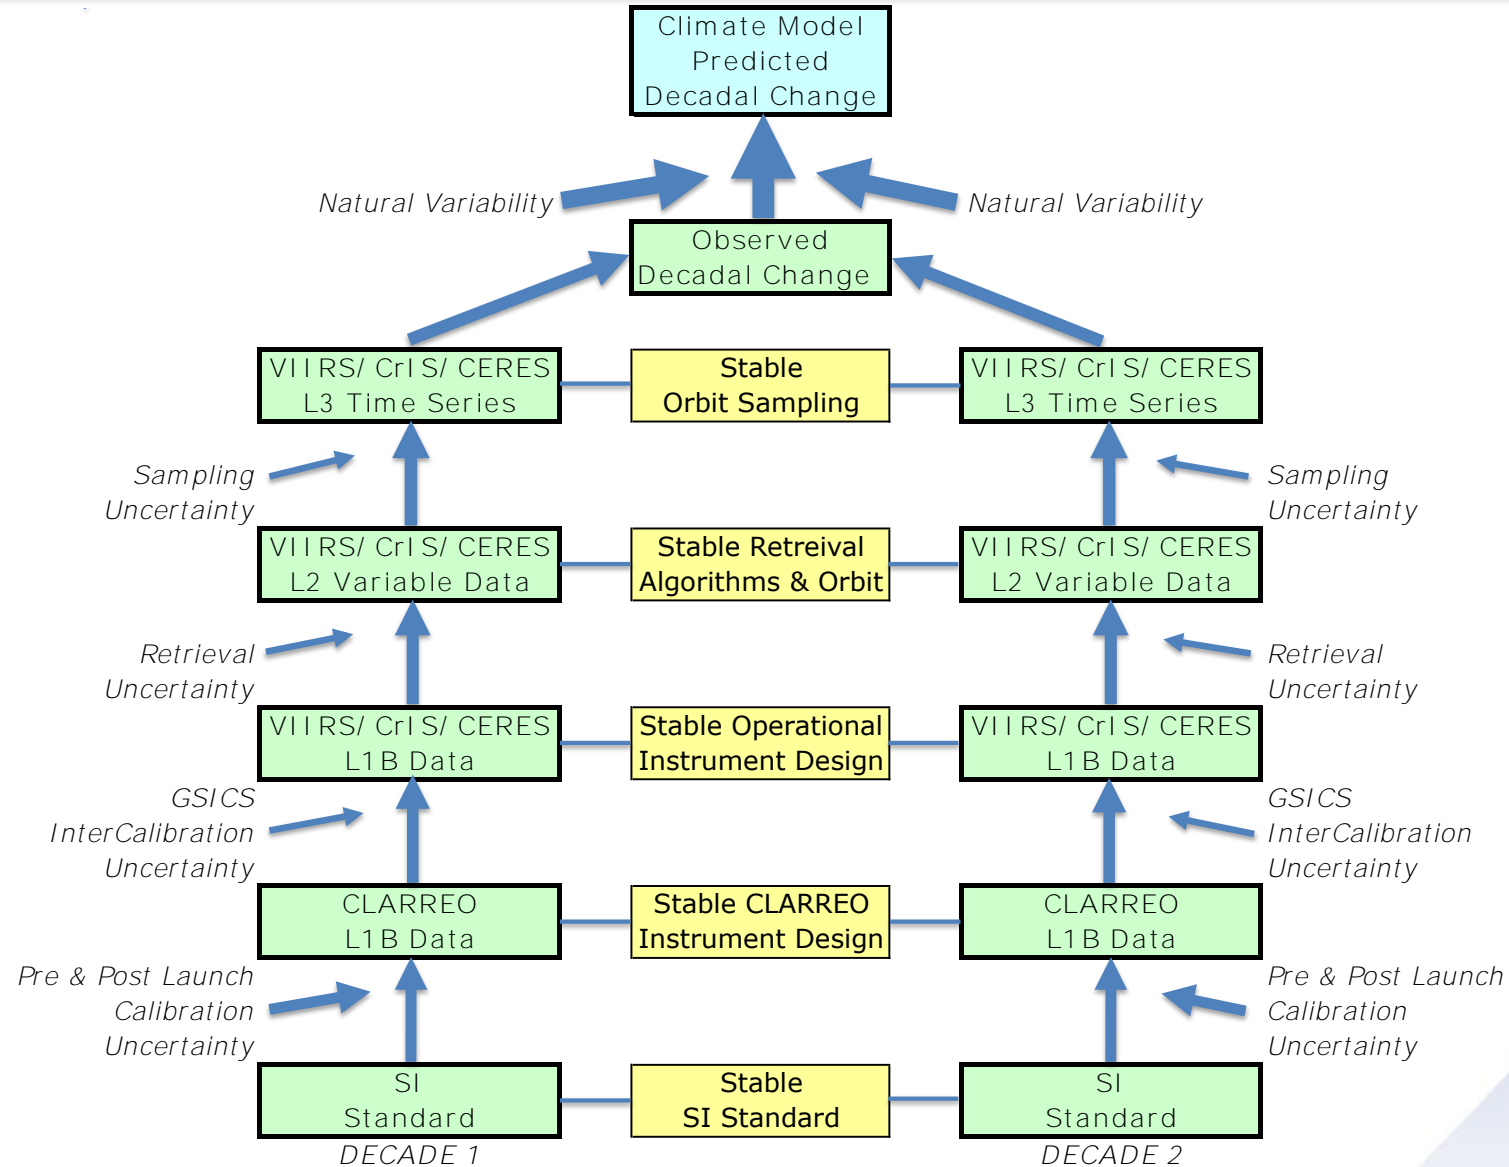 Climate Model
Predicted
Decadal Change
Natural Variability
Natural Variability
Observed
Decadal Change
VIIRS/CrIS/CERES
L3 Time Series
Stable
Orbit Sampling
VIIRS/CrIS/CERES
L3 Time Series
Sampling
Uncertainty
Sampling
Uncertainty
VIIRS/CrIS/CERES
L2 Variable Data
Stable Retreival
Algorithms & Orbit
VIIRS/CrIS/CERES
L2 Variable Data
Retrieval
Uncertainty
Retrieval
Uncertainty
VIIRS/CrIS/CERES
L1B Data
Stable Operational
Instrument Design
VIIRS/CrIS/CERES
L1B Data
GSICS
InterCalibration
Uncertainty
GSICS
InterCalibration
Uncertainty
CLARREO
L1B Data
Stable CLARREO
Instrument Design
CLARREO
L1B Data
Pre & Post Launch
Calibration
Uncertainty
Pre & Post Launch
Calibration
Uncertainty
SI
Standard
Stable
SI Standard
SI
Standard
DECADE 1
DECADE 2